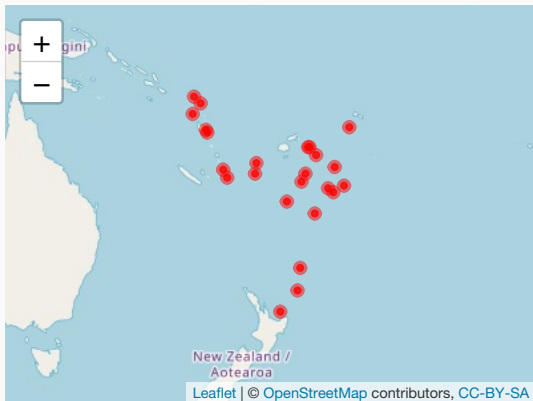 +
−
New Zealand /
Aotearoa
Leaflet | © OpenStreetMap contributors, CC-BY-SA